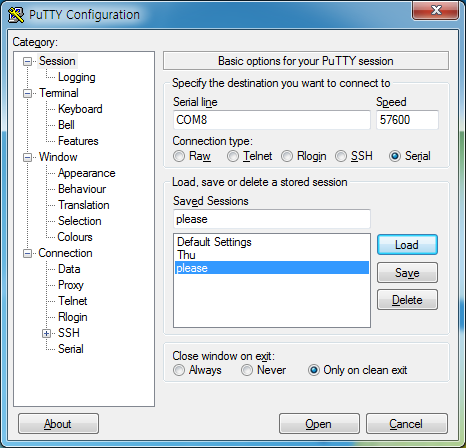 PuTTY Configuration
Category:
Session
Logging
Terminal
Keyboard
Bell
Features
Window
Appearance
Behaviour
Translation
Selection
Colours
Connection
Data
Proxy
Telnet
Rlogin
SSH
Serial
Basic options for your PuTTY session
Specify the destination you want to connect to
Serial line Speed
COM8 57600
Connection type:
Raw Telnet Rlogin SSH Serial
Load, save or delete a stored session
Saved Sessions
please
Default Settings
Thu
please
Load
Save
Delete
Close window on exit:
Always Never Only on clean exit
About Open Cancel